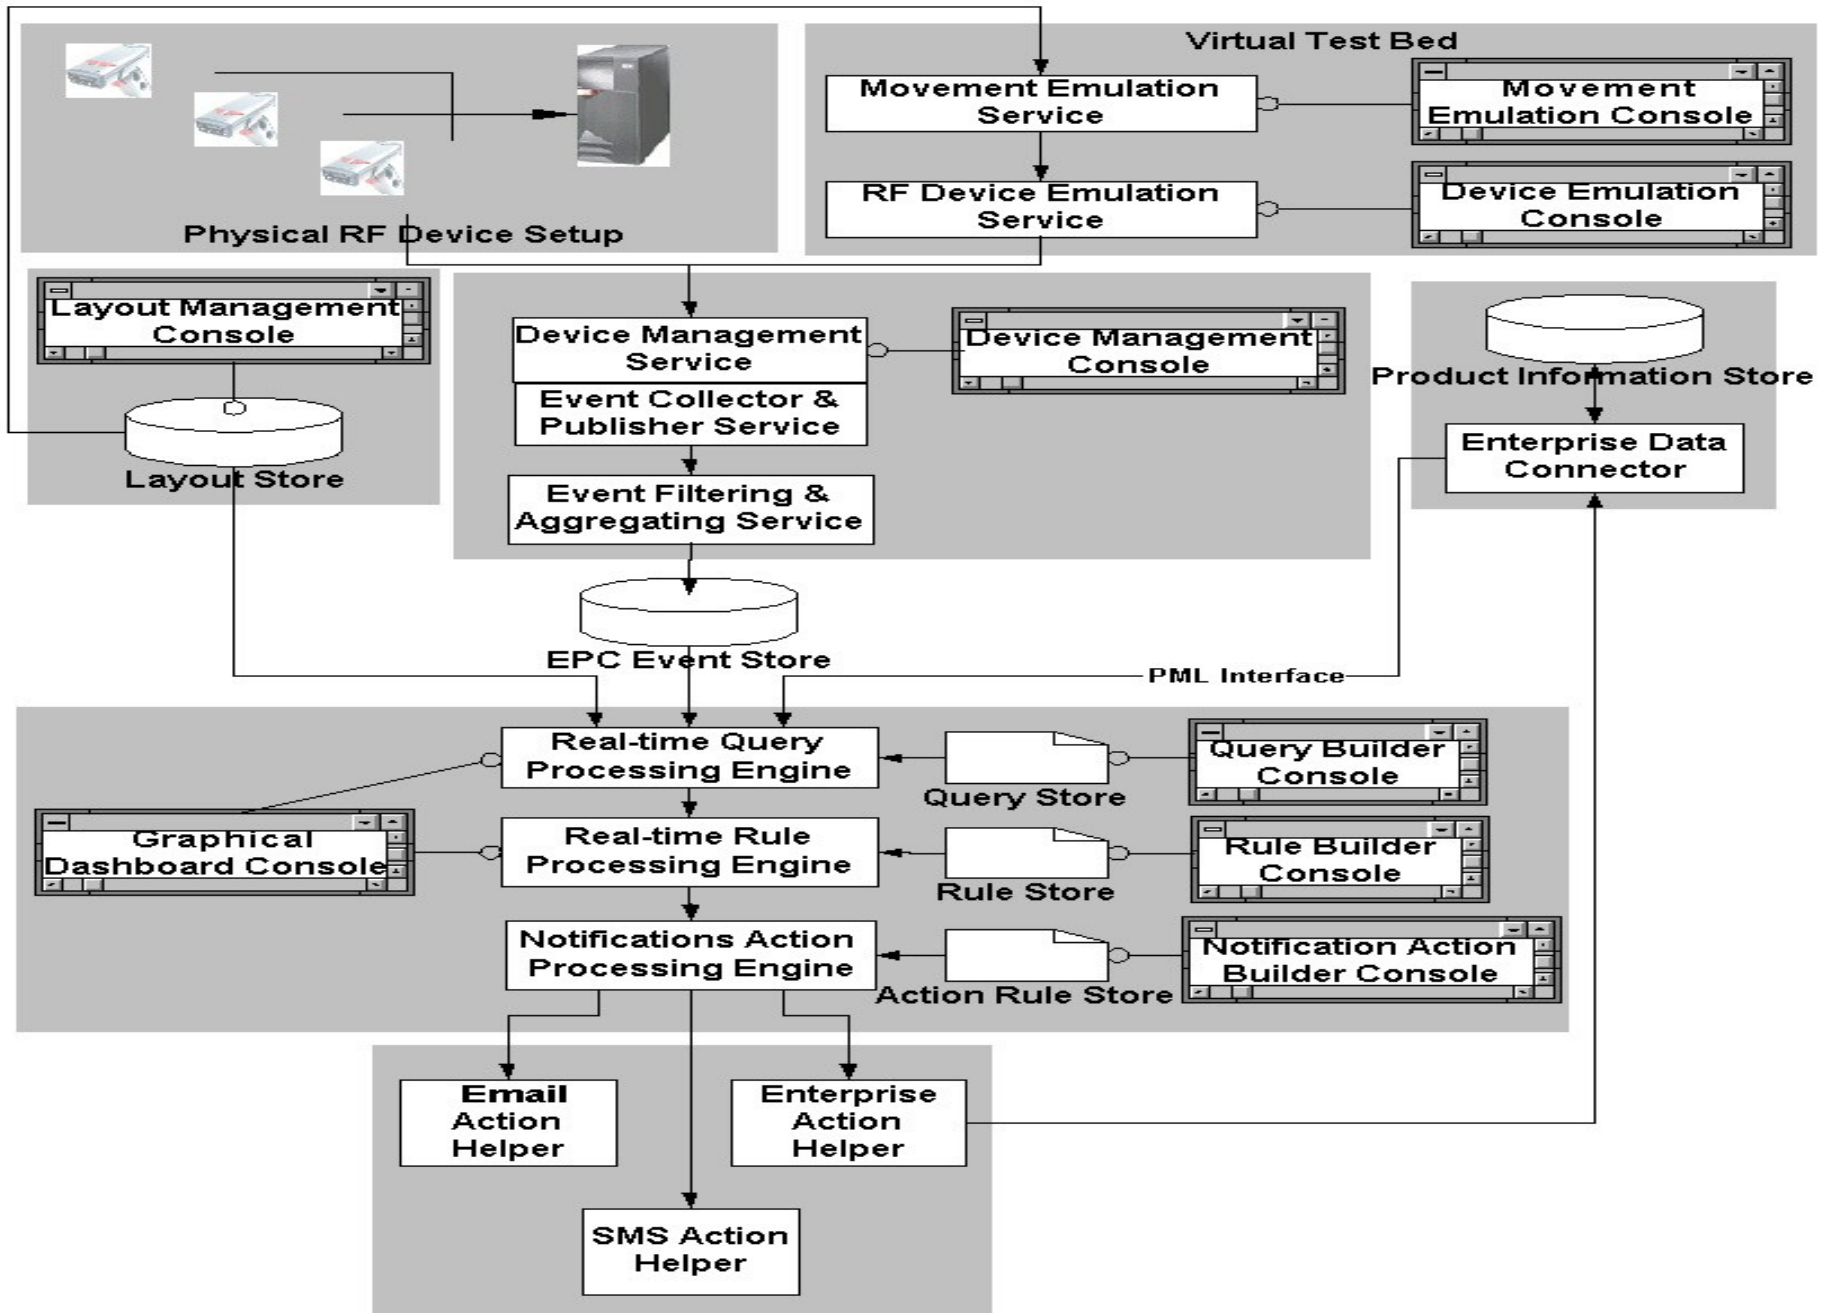 Virtual Test Bed
Movement Emulation
Service
Movement
Emulation Console
RF Device Emulation
Service
Device Emulation
Console
Physical RF Device Setup
Layout Management
Console
Layout Store
Device Management
Service
Device Management
Console
Event Collector &
Publisher Service
Event Filtering &
Aggregating Service
Product Information Store
Enterprise Data
Connector
EPC Event Store
PML Interface
Real-time Query
Processing Engine
Query Store
Query Builder
Console
Graphical
Dashboard Console
Real-time Rule
Processing Engine
Rule Store
Rule Builder
Console
Notifications Action
Processing Engine
Action Rule Store
Notification Action
Builder Console
Email
Action
Helper
Enterprise
Action
Helper
SMS Action
Helper